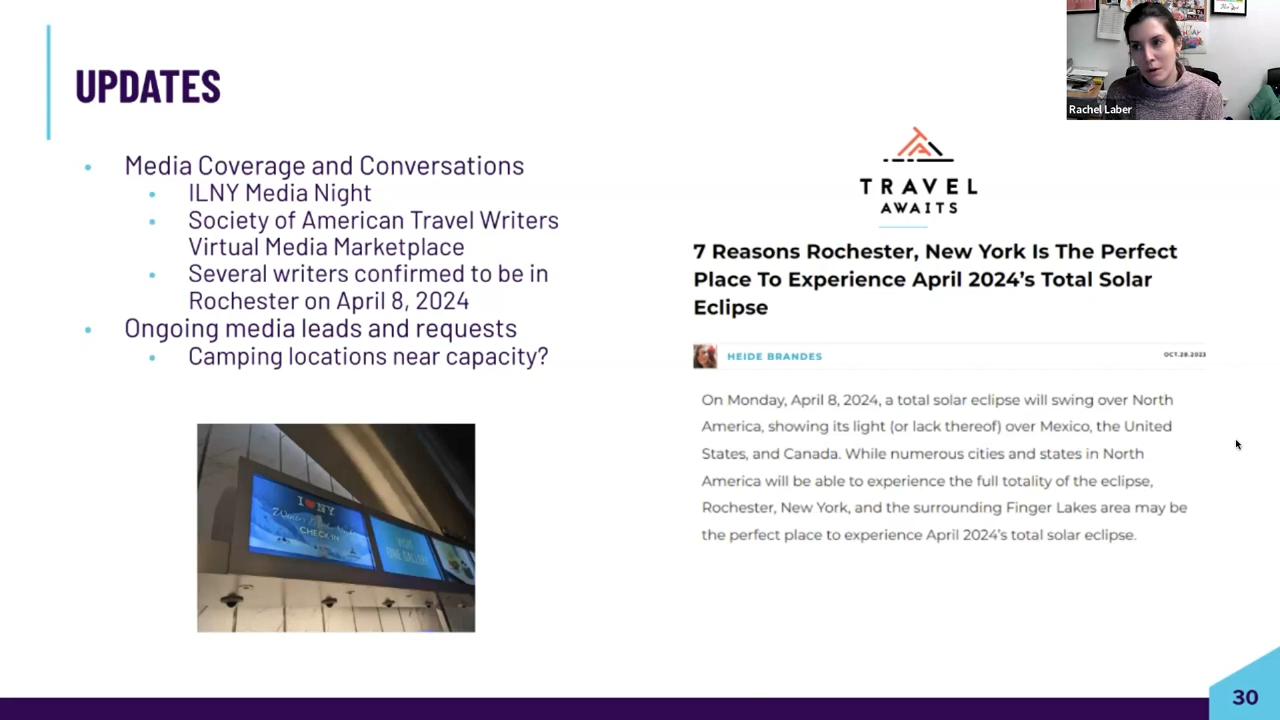 UPDATES
Rachel Laber
• Media Coverage and Conversations
• ILNY Media Night
• Society of American Travel Writers
Virtual Media Marketplace
• Several writers confirmed to be in
Rochester on April 8, 2024
• Ongoing media leads and requests
• Camping locations near capacity?
I NY
CHECK IN
VISIT
ONE GALLERY
TRAVEL
AWAITS
7 Reasons Rochester, New York Is The Perfect
Place To Experience April 2024's Total Solar
Eclipse
HEIDE BRANDES
OCT.28.2023
On Monday, April 8, 2024, a total solar eclipse will swing over North
America, showing its light (or lack thereof) over Mexico, the United
States, and Canada. While numerous cities and states in North
America will be able to experience the full totality of the eclipse,
Rochester, New York, and the surrounding Finger Lakes area may be
the perfect place to experience April 2024's total solar eclipse.
30